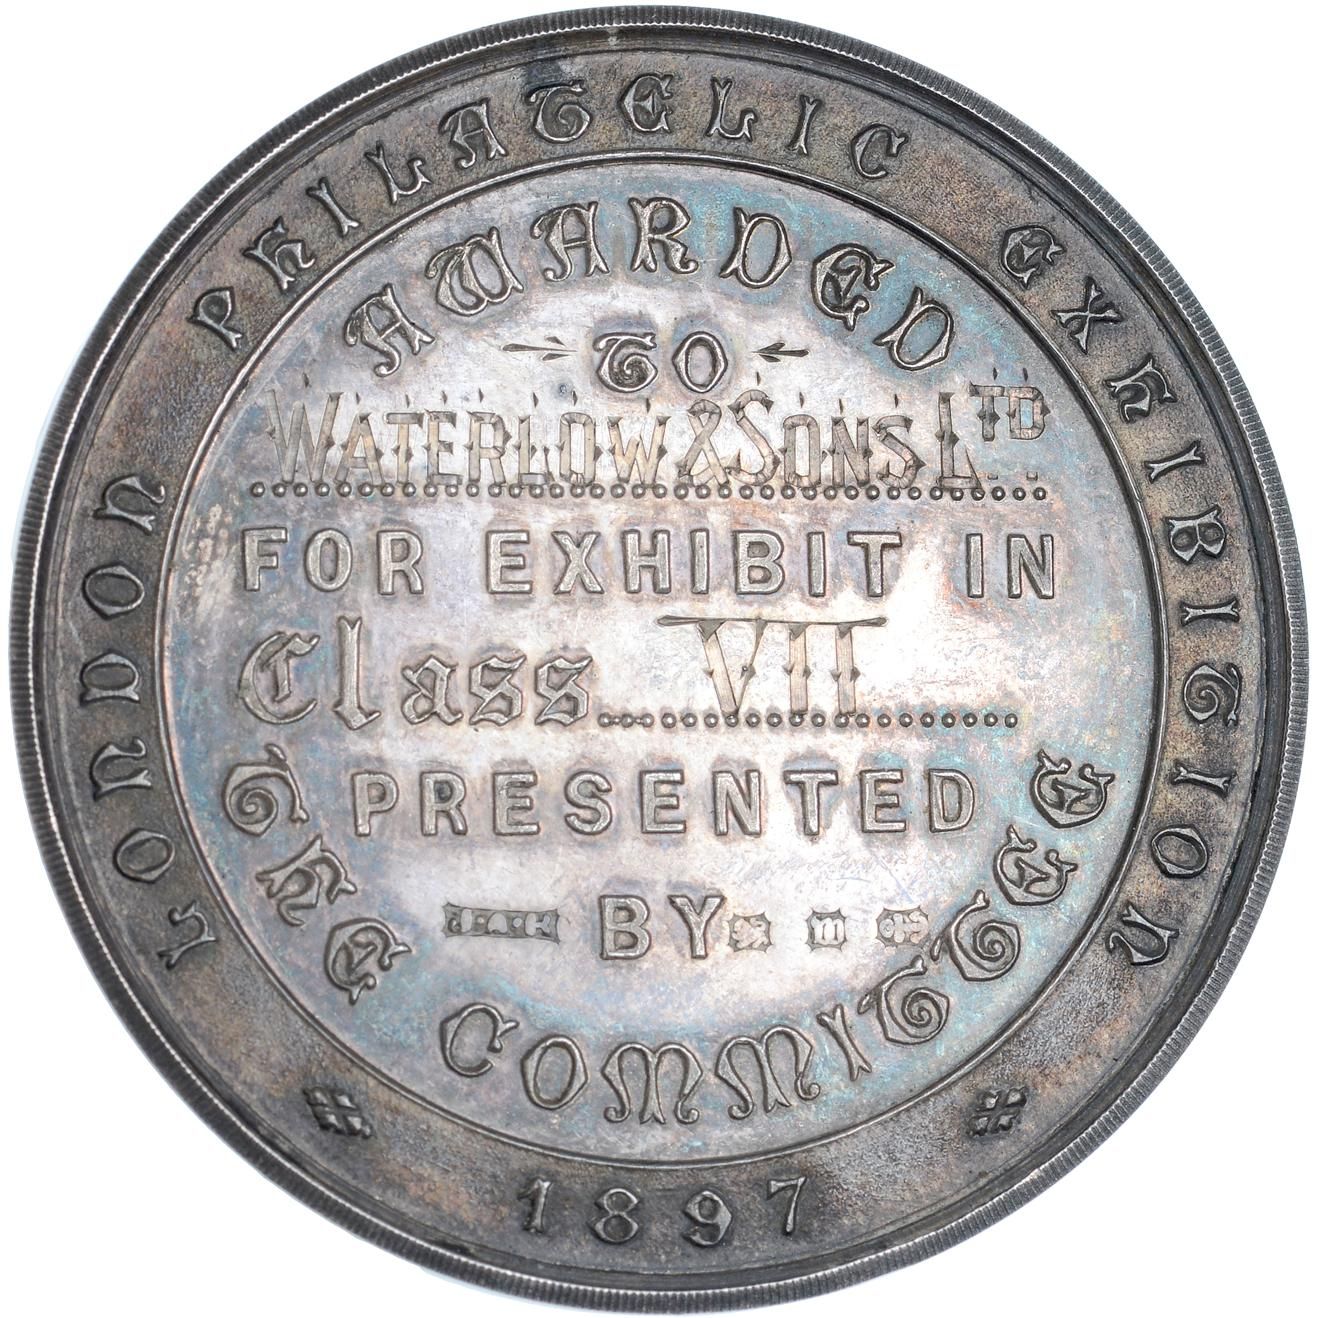 LONDON PHILATELIC EXHIBITION
1897
AWARDED
TO
WATERLOW & SONS LTD
FOR EXHIBIT IN
Class VII
PRESENTED
BY
THE COMMITTEE